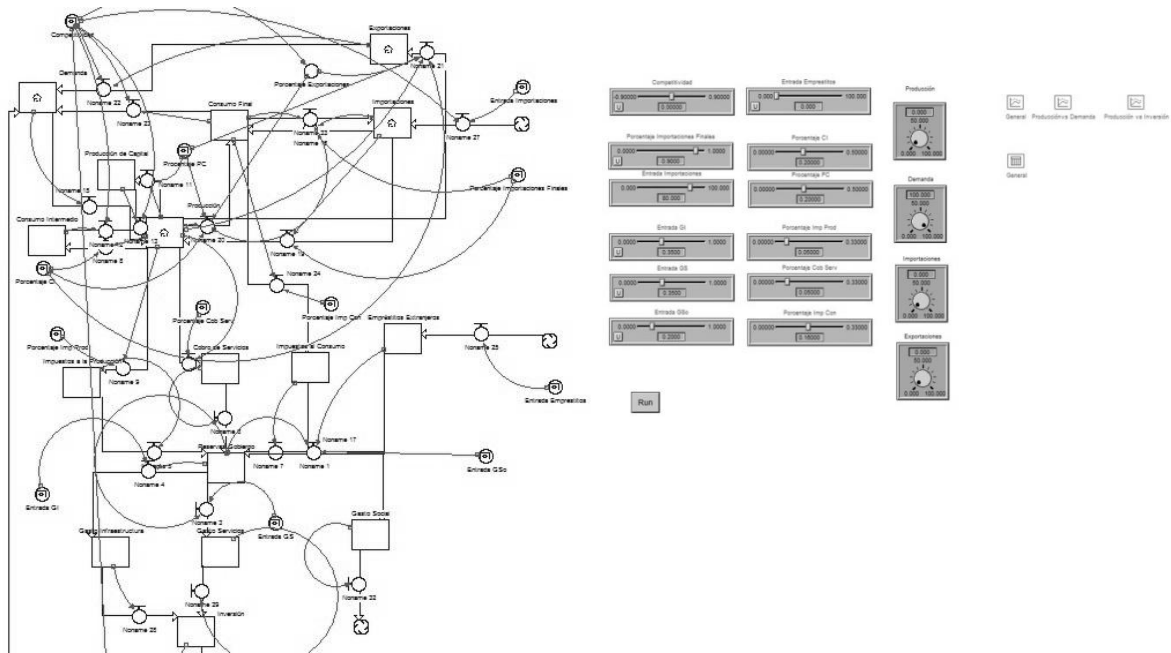 Competitividad
Exportaciones
Noname 21
Demanda
Noname 22
Porcentaje Exportaciones
Entrada Importaciones
Noname 23
Consumo Final
Importaciones
Noname 27
Producción de Capital
Porcentaje PC
Noname 11
Porcentaje Importaciones Finales
Noname 15
Consumo Intermedio
Producción
Noname 12
Noname 20
Noname 19
Porcentaje CI
Noname 24
Porcentaje Cob Serv
Porcentaje Imp Con
Empréstitos Extranjeros
Porcentaje Imp Prod
Noname 25
Impuestos a la Producción
Cobro de Servicios
Impuestos al Consumo
Noname 9
Entrada Emprestitos
Noname 17
Reservas Gobierno
Noname 7
Noname 1
Entrada GSo
Noname 4
Entrada GI
Noname 2
Entrada GS
Gasto Infraestructura
Gasto Servicios
Gasto Social
Noname 29
Noname 32
Noname 28
Inversión
Competitividad
-0.90000 0.90000
U 0.00000
Entrada Emprestitos
0.000 100.000
0.000
Porcentaje Importaciones Finales
0.0000 1.0000
U 0.9000
Porcentaje CI
0.00000 0.50000
0.20000
Entrada Importaciones
0.000 100.000
80.000
Porcentaje PC
0.00000 0.50000
0.20000
Entrada GI
0.0000 1.0000
U 0.3500
Porcentaje Imp Prod
0.00000 0.33000
0.05000
Entrada GS
0.0000 1.0000
U 0.3500
Porcentaje Cob Serv
0.00000 0.33000
0.05000
Entrada GSo
0.0000 1.0000
U 0.2000
Porcentaje Imp Con
0.00000 0.33000
0.16000
Run
Producción
0.000
50.000
0.000 100.000
Demanda
100.000
50.000
0.000 100.000
Importaciones
0.000
50.000
0.000 100.000
Exportaciones
0.000
50.000
0.000 100.000
General
Producción vs Demanda
Producción vs Inversión
General